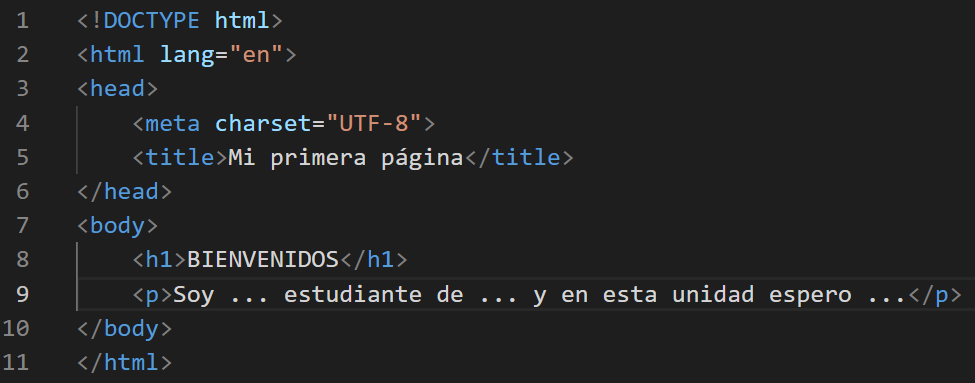 1 <!DOCTYPE html>
2 <html lang="en">
3 <head>
4     <meta charset="UTF-8">
5     <title>Mi primera página</title>
6 </head>
7 <body>
8     <h1>BIENVENIDOS</h1>
9     <p>Soy ... estudiante de ... y en esta unidad espero ...</p>
10 </body>
11 </html>